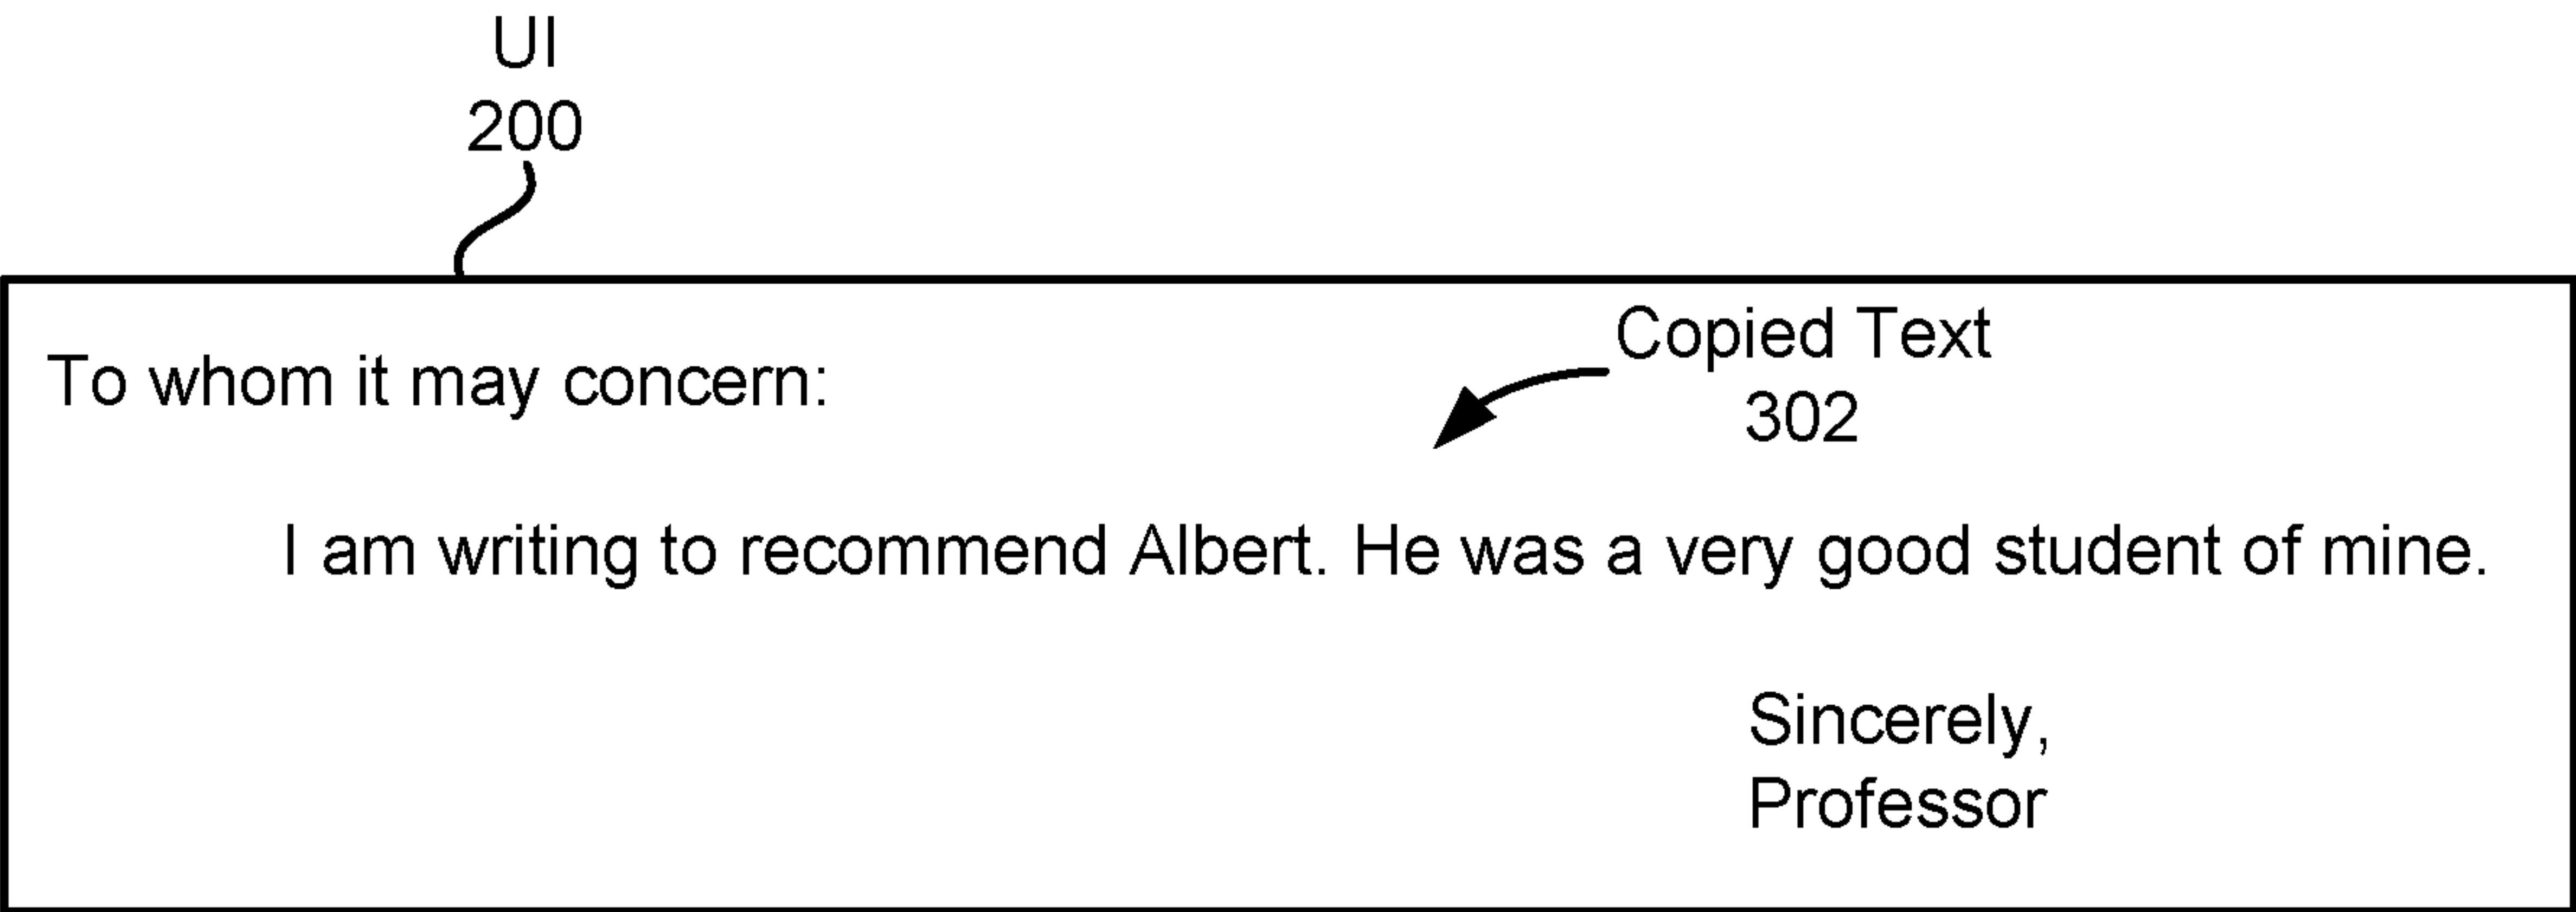 UI
200
Copied Text
302
To whom it may concern:
I am writing to recommend Albert. He was a very good student of mine.
Sincerely,
Professor